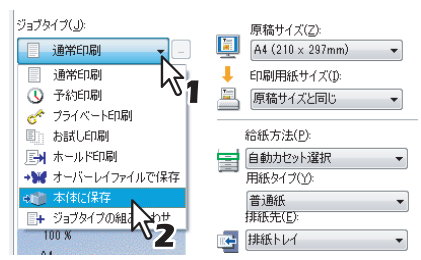 ジョブタイプ(J):
通常印刷
...
1
通常印刷
予約印刷
プライベート印刷
お試し印刷
ホールド印刷
オーバーレイファイルで保存
本体に保存
ジョブタイプの組み わせ
2
100 %
原稿サイズ(Z):
A4 (210 x 297mm)
印刷用紙サイズ(I):
原稿サイズと同じ
給紙方法(P):
自動カセット選択
用紙タイプ(Y):
普通紙
排紙先(E):
排紙トレイ